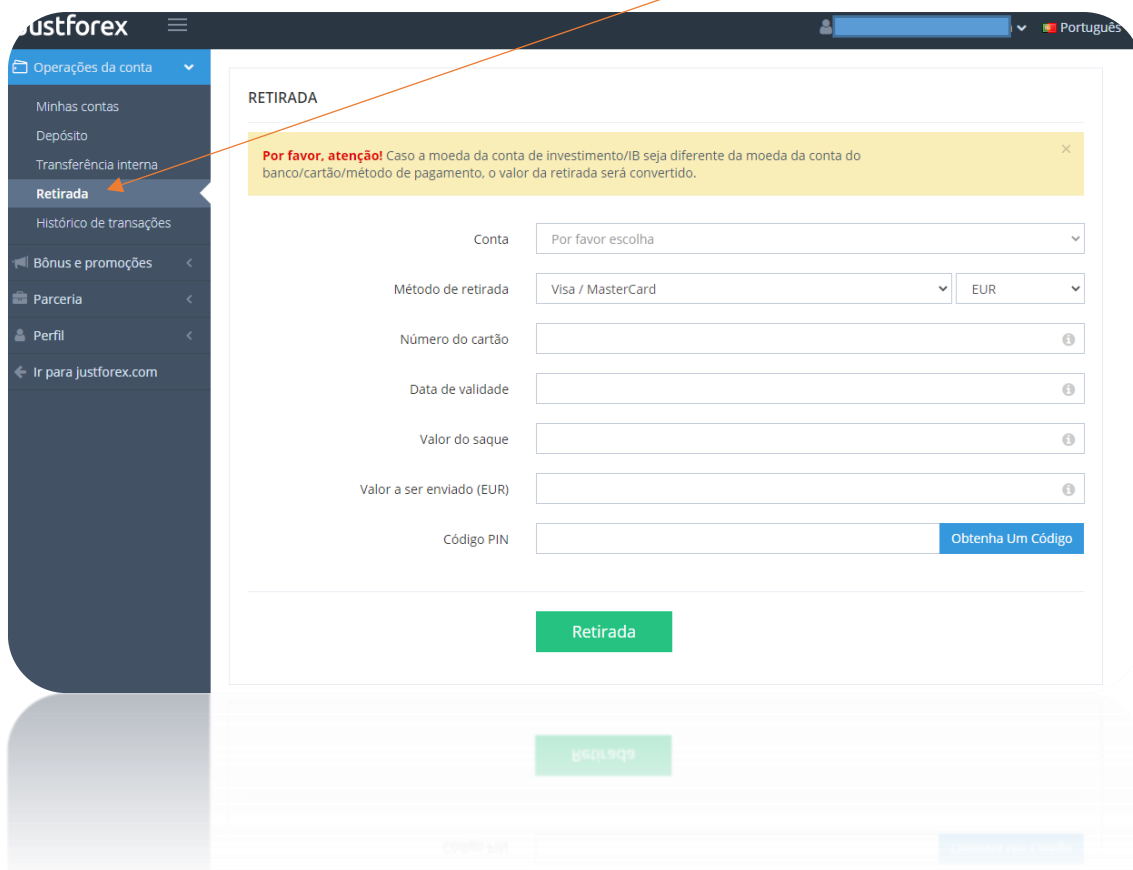 Justforex
Português
Operações da conta
Minhas contas
Depósito
Transferência interna
Retirada
Histórico de transações
Bônus e promoções
Parceria
Perfil
Ir para justforex.com
RETIRADA
Por favor, atenção! Caso a moeda da conta de investimento/IB seja diferente da moeda da conta do
banco/cartão/método de pagamento, o valor da retirada será convertido.
Conta
Por favor escolha
Método de retirada
Visa / MasterCard
EUR
Número do cartão
Data de validade
Valor do saque
Valor a ser enviado (EUR)
Código PIN
Obtenha Um Código
Retirada